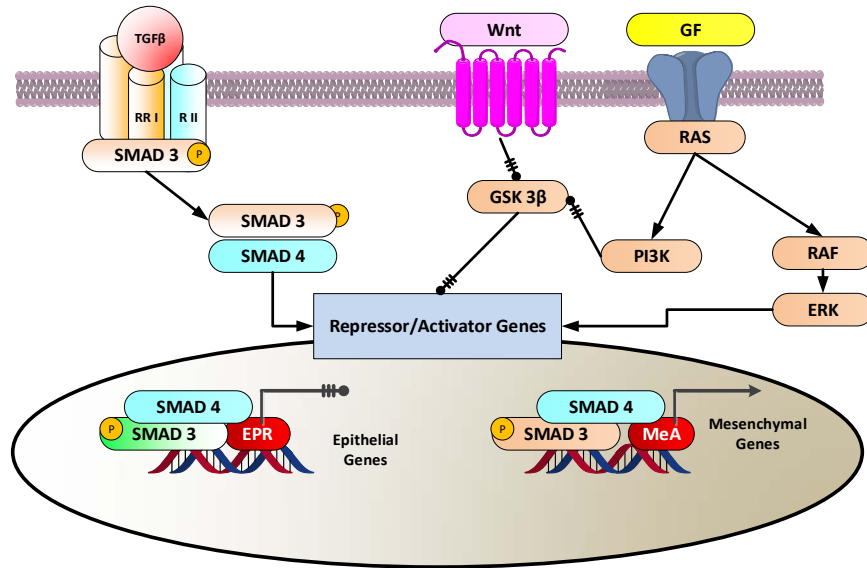 TGFβ
Wnt
GF
RR I
R II
SMAD 3
P
RAS
GSK 3β
SMAD 3
P
SMAD 4
PI3K
RAF
ERK
Repressor/Activator Genes
SMAD 4
P
SMAD 3
EPR
Epithelial
Genes
SMAD 4
P
SMAD 3
MeA
Mesenchymal
Genes